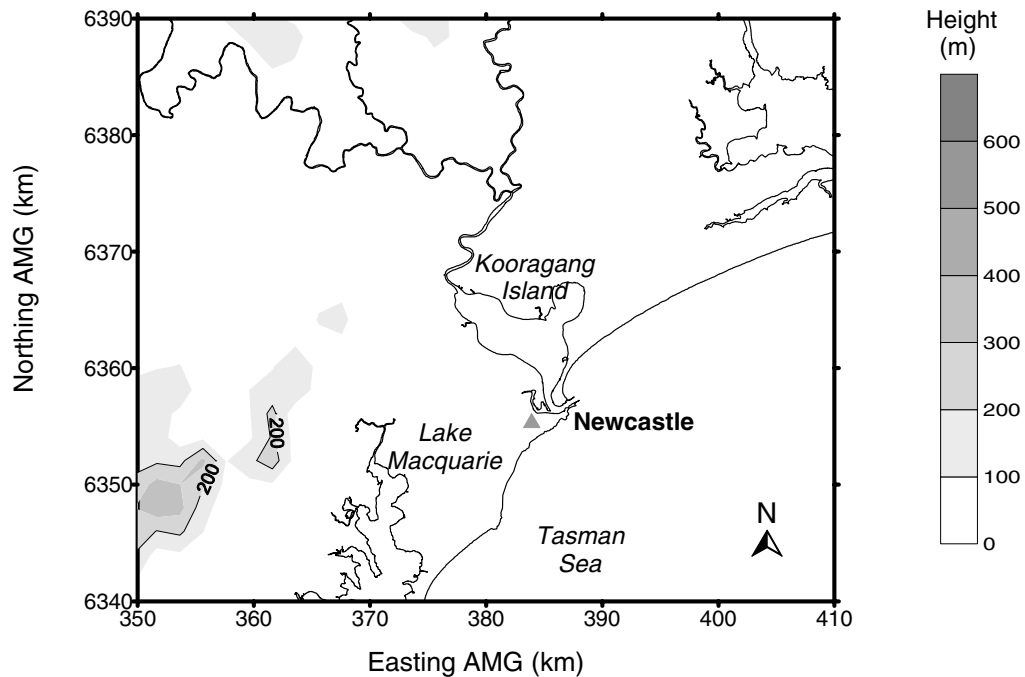 Height
(m)
600
500
400
300
200
100
0
Northing AMG (km)
6390
6380
6370
6360
6350
6340
Kooragang
Island
Newcastle
Lake
Macquarie
Tasman
Sea
N
200
200
350
360
370
380
390
400
410
Easting AMG (km)